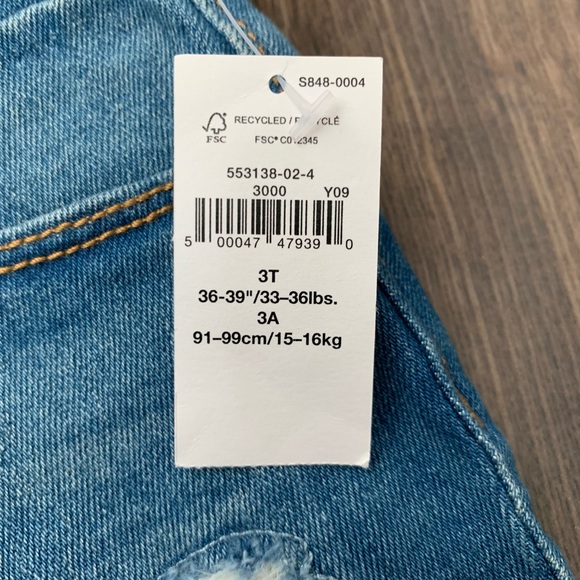 S848-0004
RECYCLED / RECYCLÉ
FSC FSC® C012345
553138-02-4
3000 Y09
5 00047 47939 0
3T
36-39"/33–36lbs.
3A
91–99cm/15–16kg